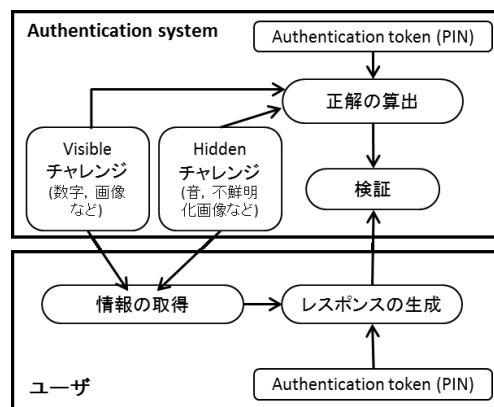 Authentication system
Authentication token (PIN)
正解の算出
Visible
チャレンジ
(数字, 画像
など)
Hidden
チャレンジ
(音, 不鮮明
化画像など)
検証
情報の取得
レスポンスの生成
ユーザ
Authentication token (PIN)